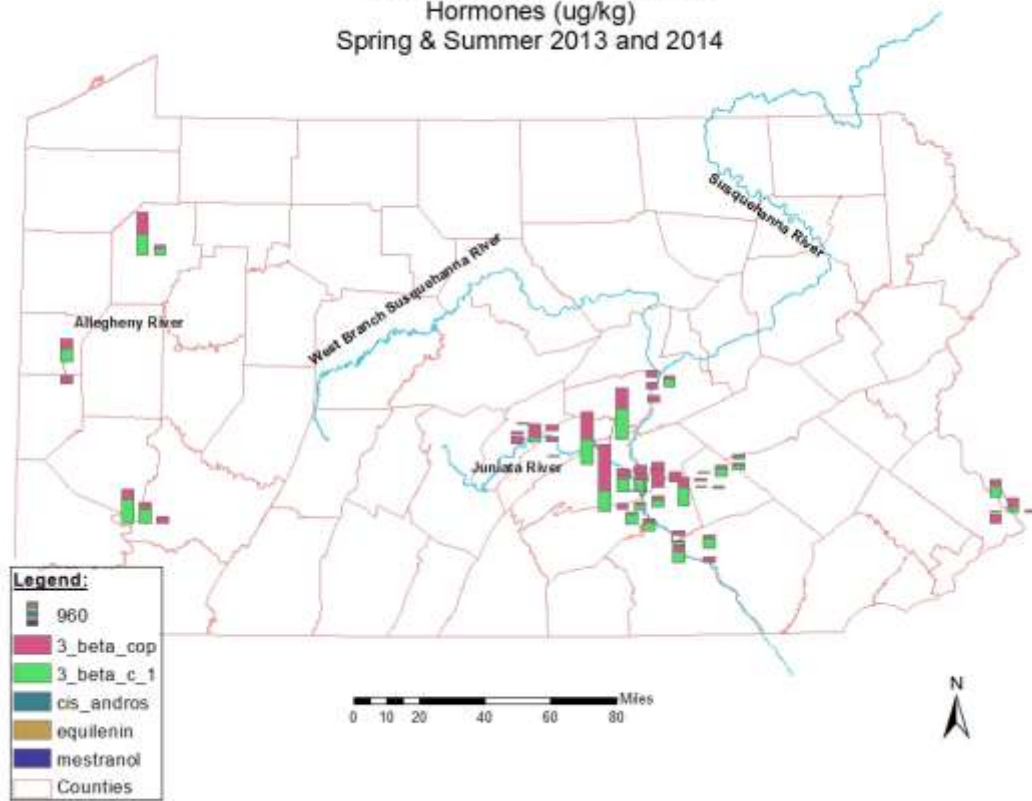 Hormones (ug/kg)
Spring & Summer 2013 and 2014
Susquehanna River
West Branch Susquehanna River
Allegheny River
Juniata River
Legend:
960
3_beta_cop
3_beta_c_1
cis_andros
equilenin
mestranol
Counties
Miles
0 10 20 40 60 80
N